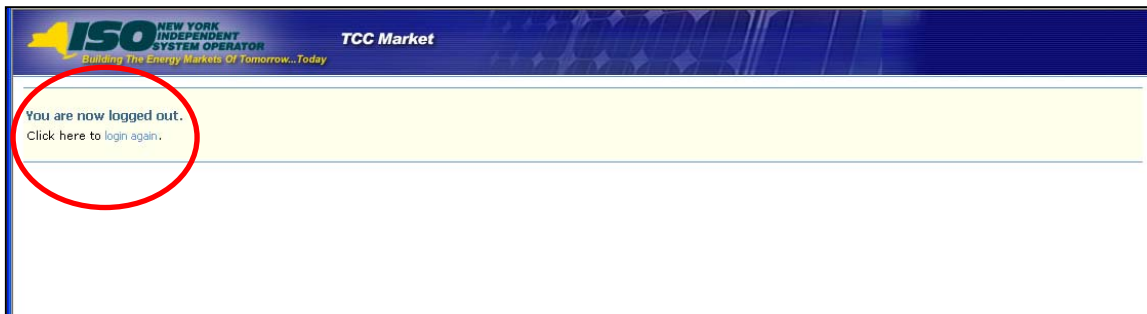 ISO
NEW YORK
INDEPENDENT
SYSTEM OPERATOR
Building The Energy Markets Of Tomorrow...Today
TCC Market
You are now logged out.
Click here to login again.